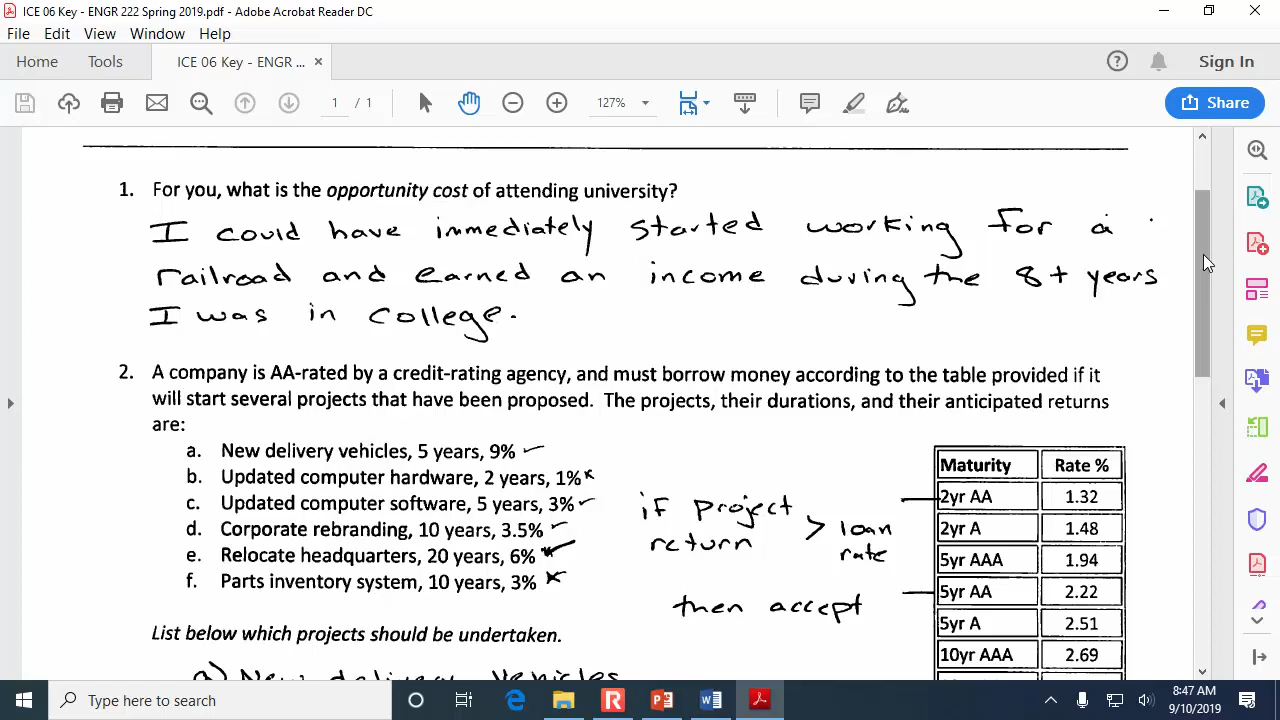 ICE 06 Key - ENGR 222 Spring 2019.pdf - Adobe Acrobat Reader DC
File Edit View Window Help
Home Tools ICE 06 Key - ENGR ... × Sign In
1 / 1 127% Share
1. For you, what is the opportunity cost of attending university?
I could have immediately started working for a
railroad and earned an income during the 8+ years
I was in college.
2. A company is AA-rated by a credit-rating agency, and must borrow money according to the table provided if it
will start several projects that have been proposed. The projects, their durations, and their anticipated returns
are:
a. New delivery vehicles, 5 years, 9%
b. Updated computer hardware, 2 years, 1%
c. Updated computer software, 5 years, 3%
d. Corporate rebranding, 10 years, 3.5%
e. Relocate headquarters, 20 years, 6%
f. Parts inventory system, 10 years, 3%
if project
return > loan
rate
then accept
Maturity Rate %
2yr AA 1.32
2yr A 1.48
5yr AAA 1.94
5yr AA 2.22
5yr A 2.51
10yr AAA 2.69
List below which projects should be undertaken.
a) New delivery vehicles
Type here to search
8:47 AM
9/10/2019